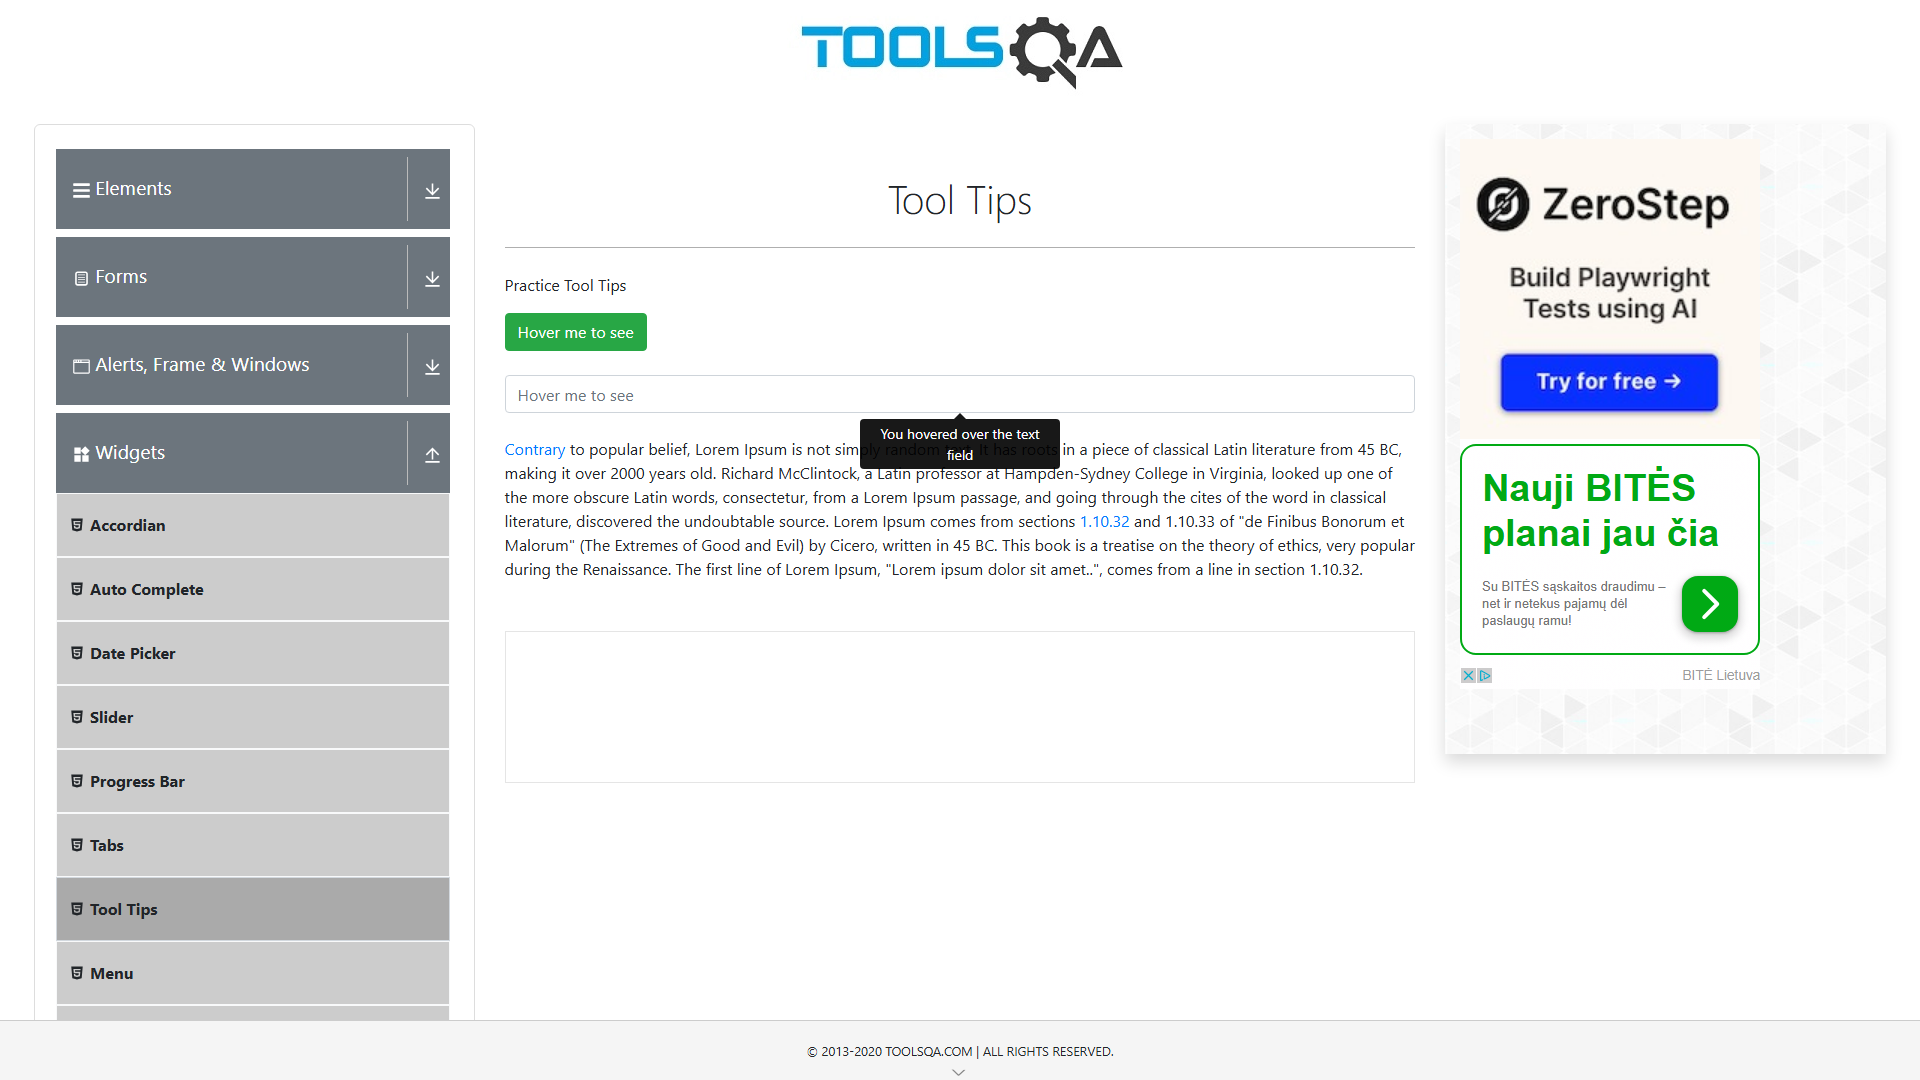 TOOLSQA
Elements
Forms
Alerts, Frame & Windows
Widgets
Accordian
Auto Complete
Date Picker
Slider
Progress Bar
Tabs
Tool Tips
Menu
Tool Tips
Practice Tool Tips
Hover me to see
Hover me to see
You hovered over the text
field
Contrary to popular belief, Lorem Ipsum is not simply random text. It has roots in a piece of classical Latin literature from 45 BC,
making it over 2000 years old. Richard McClintock, a Latin professor at Hampden-Sydney College in Virginia, looked up one of
the more obscure Latin words, consectetur, from a Lorem Ipsum passage, and going through the cites of the word in classical
literature, discovered the undoubtable source. Lorem Ipsum comes from sections 1.10.32 and 1.10.33 of "de Finibus Bonorum et
Malorum" (The Extremes of Good and Evil) by Cicero, written in 45 BC. This book is a treatise on the theory of ethics, very popular
during the Renaissance. The first line of Lorem Ipsum, "Lorem ipsum dolor sit amet..", comes from a line in section 1.10.32.
ZeroStep
Build Playwright
Tests using AI
Try for free →
Nauji BITĖS
planai jau čia
Su BITĖS sąskaitos draudimu –
net ir netekus pajamų dėl
paslaugų ramu!
BITĖ Lietuva
© 2013-2020 TOOLSQA.COM | ALL RIGHTS RESERVED.